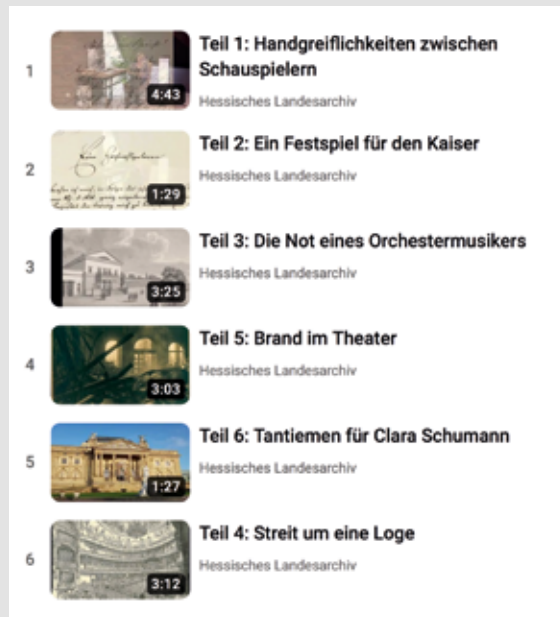 1
4:43
Teil 1: Handgreiflichkeiten zwischen
Schauspielern
Hessisches Landesarchiv
2
1:29
Teil 2: Ein Festspiel für den Kaiser
Hessisches Landesarchiv
3
3:25
Teil 3: Die Not eines Orchestermusikers
Hessisches Landesarchiv
4
3:03
Teil 5: Brand im Theater
Hessisches Landesarchiv
5
1:27
Teil 6: Tantiemen für Clara Schumann
Hessisches Landesarchiv
6
3:12
Teil 4: Streit um eine Loge
Hessisches Landesarchiv